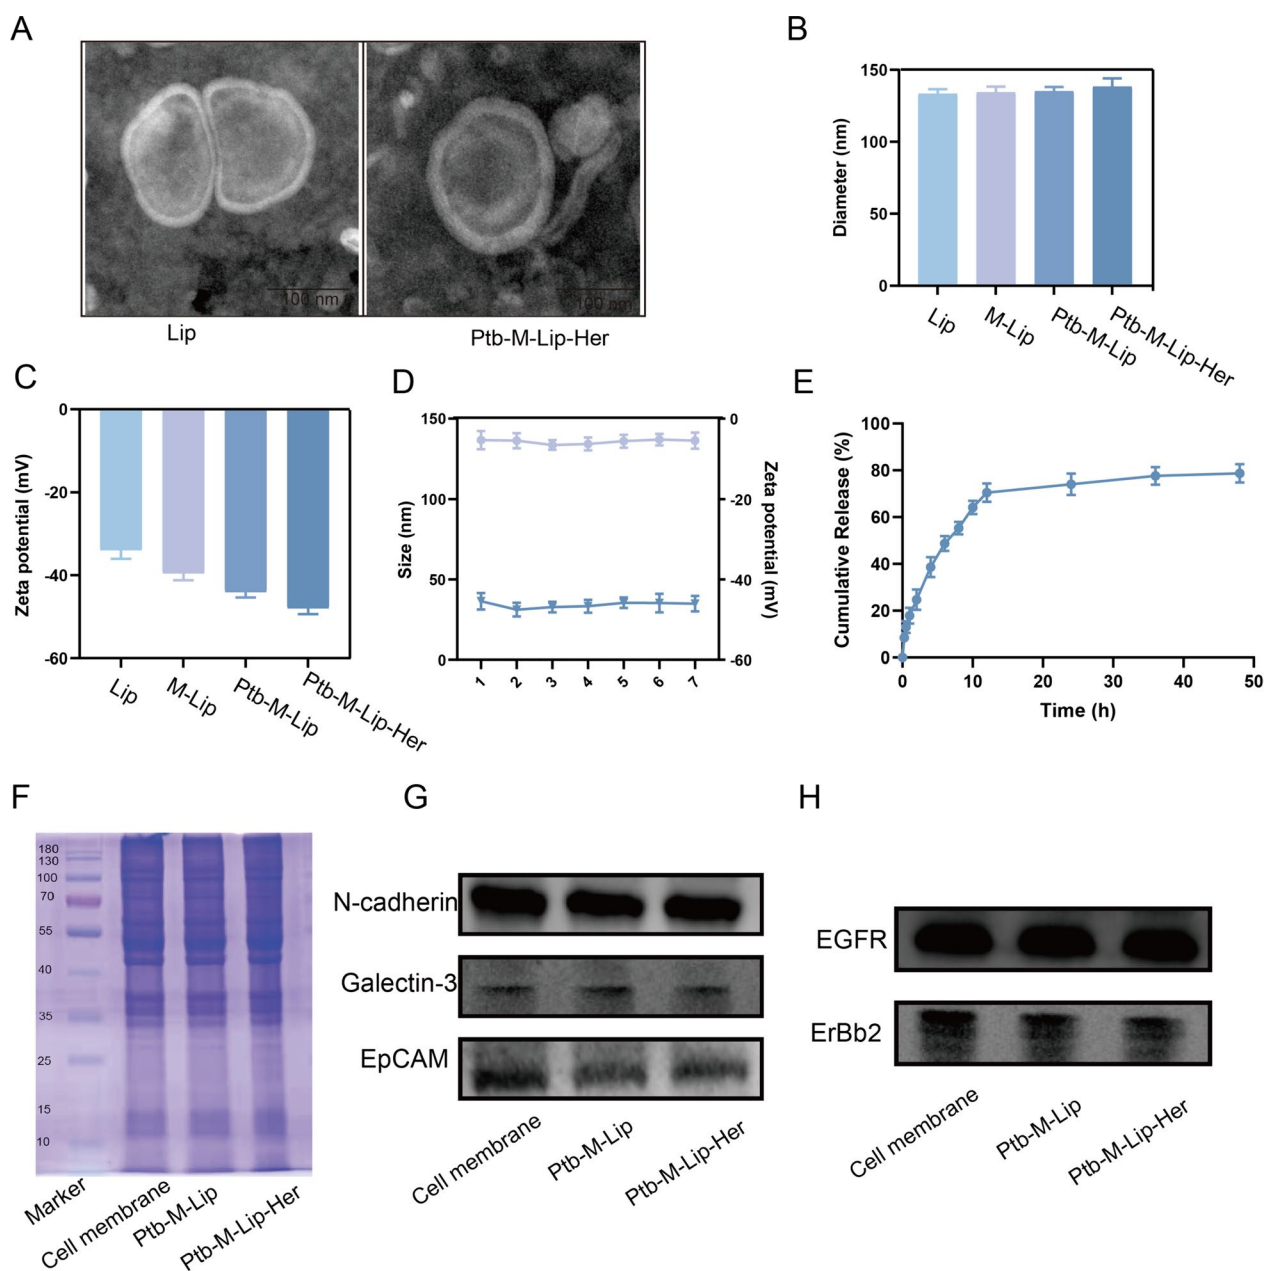 A
100 nm
100 nm
Lip
Ptb-M-Lip-Her
B
Diameter (nm)
150
100
50
0
Lip
M-Lip
Ptb-M-Lip
Ptb-M-Lip-Her
C
Zeta potential (mV)
0
-20
-40
-60
Lip
M-Lip
Ptb-M-Lip
Ptb-M-Lip-Her
D
Size (nm)
150
100
50
0
Zeta potential (mV)
0
-20
-40
-60
1
2
3
4
5
6
7
E
Cumulative Release (%)
100
80
60
40
20
0
0
10
20
30
40
50
Time (h)
F
180
130
100
70
55
40
35
25
15
10
Marker
Cell membrane
Ptb-M-Lip
Ptb-M-Lip-Her
G
N-cadherin
Galectin-3
EpCAM
Cell membrane
Ptb-M-Lip
Ptb-M-Lip-Her
H
EGFR
ErBb2
Cell membrane
Ptb-M-Lip
Ptb-M-Lip-Her